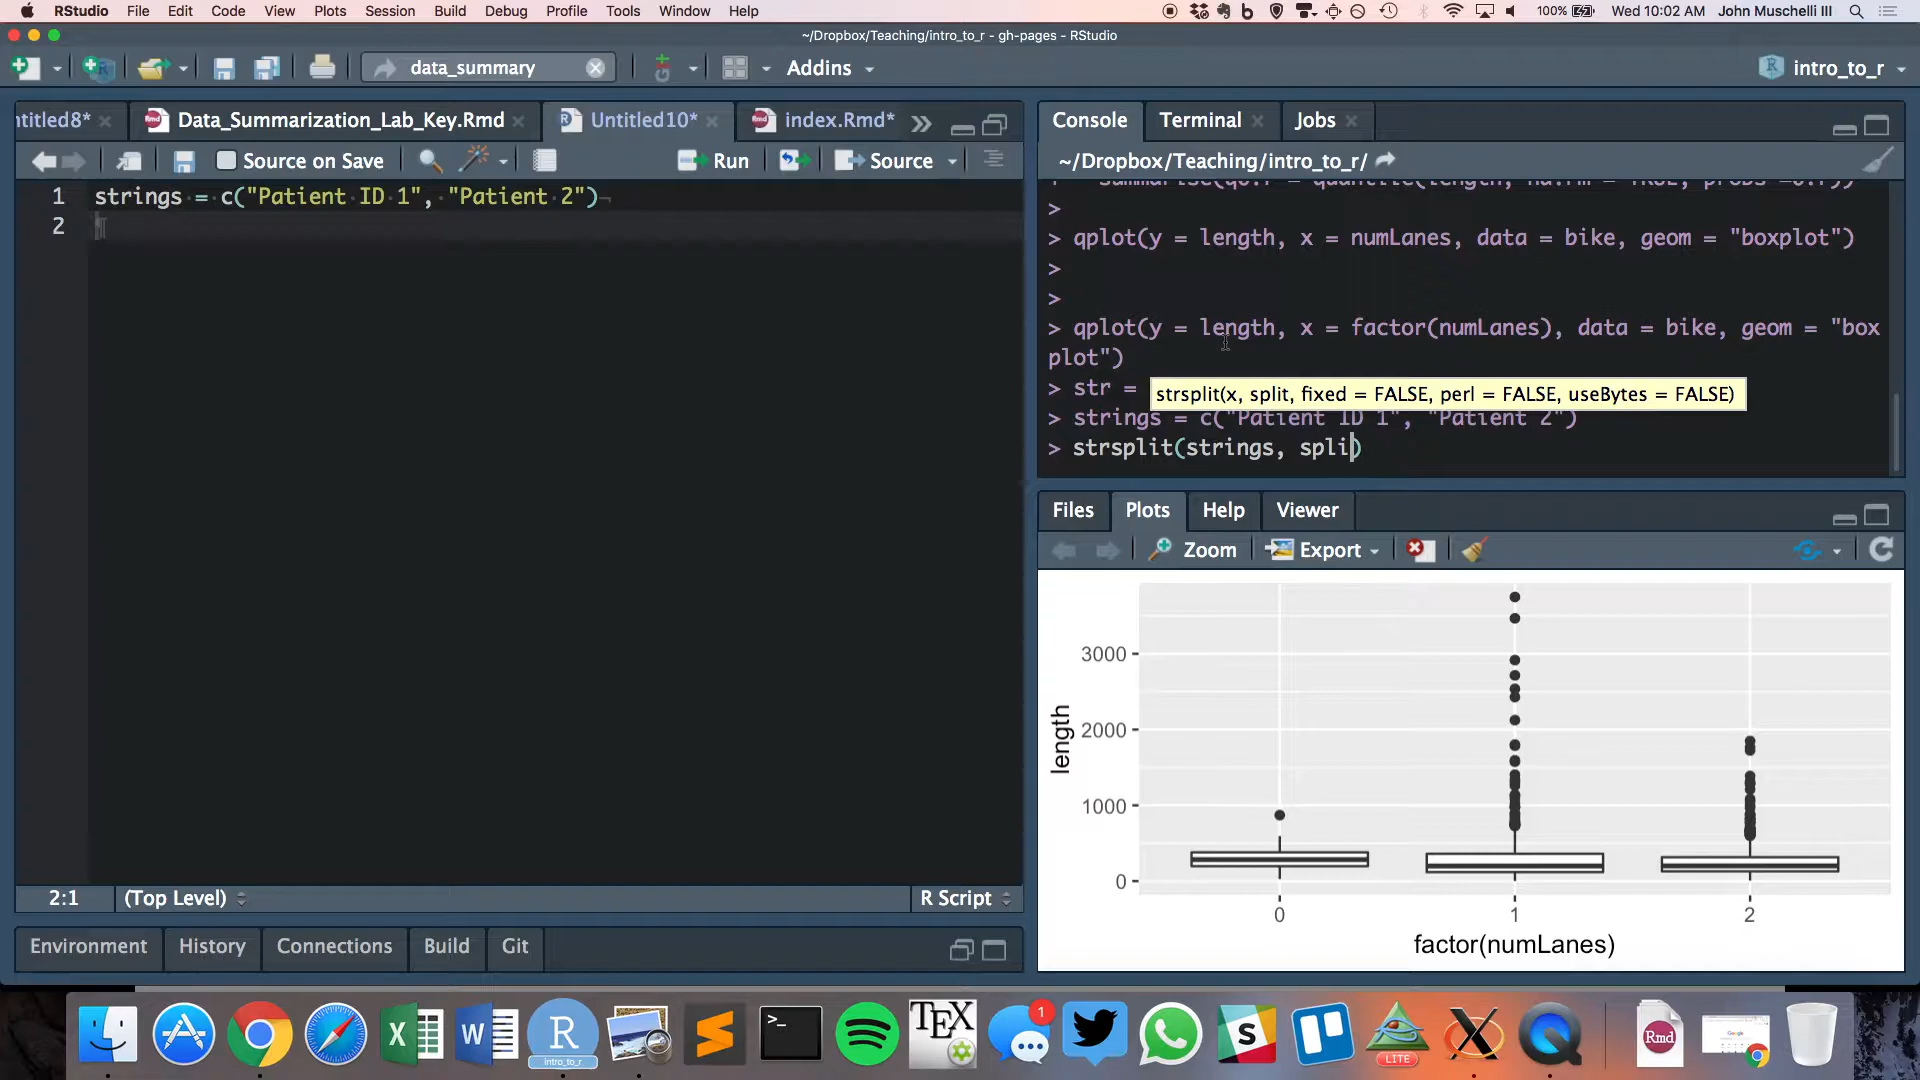 RStudio File Edit Code View Plots Session Build Debug Profile Tools Window Help 100% Wed 10:02 AM John Muschelli III
~/Dropbox/Teaching/intro_to_r - gh-pages - RStudio
data_summary Addins intro_to_r
ntitled8* Data_Summarization_Lab_Key.Rmd Untitled10* index.Rmd*
Source on Save Run Source
1 strings = c("Patient ID 1", "Patient 2")
2
2:1 (Top Level) R Script
Environment History Connections Build Git
Console Terminal Jobs
~/Dropbox/Teaching/intro_to_r/
>
> qplot(y = length, x = numLanes, data = bike, geom = "boxplot")
>
>
> qplot(y = length, x = factor(numLanes), data = bike, geom = "box
plot")
> str =
strsplit(x, split, fixed = FALSE, perl = FALSE, useBytes = FALSE)
> strings = c("Patient ID 1", "Patient 2")
> strsplit(strings, spli)
Files Plots Help Viewer
Zoom Export
3000
2000
1000
0
length
0 1 2
factor(numLanes)
intro_to_r
TEX
1
LITE
Rmd